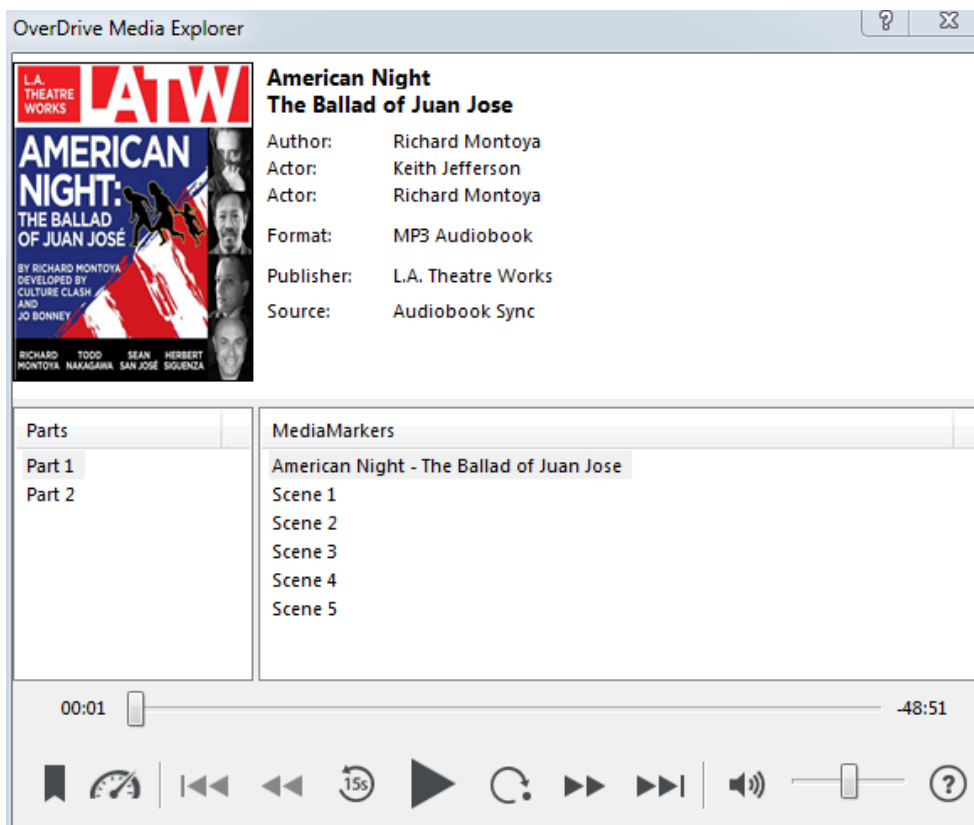 OverDrive Media Explorer
L.A.
THEATRE
WORKS
LATW
AMERICAN
NIGHT:
THE BALLAD
OF JUAN JOSÉ
BY RICHARD MONTOYA
DEVELOPED BY
CULTURE CLASH
AND
JO BONNEY
RICHARD TODD SEAN HERBERT
MONTOYA NAKAGAWA SAN JOSÉ SIGUENZA
American Night
The Ballad of Juan Jose
Author: Richard Montoya
Actor: Keith Jefferson
Actor: Richard Montoya
Format: MP3 Audiobook
Publisher: L.A. Theatre Works
Source: Audiobook Sync
Parts
Part 1
Part 2
MediaMarkers
American Night - The Ballad of Juan Jose
Scene 1
Scene 2
Scene 3
Scene 4
Scene 5
00:01 -48:51
15s ?